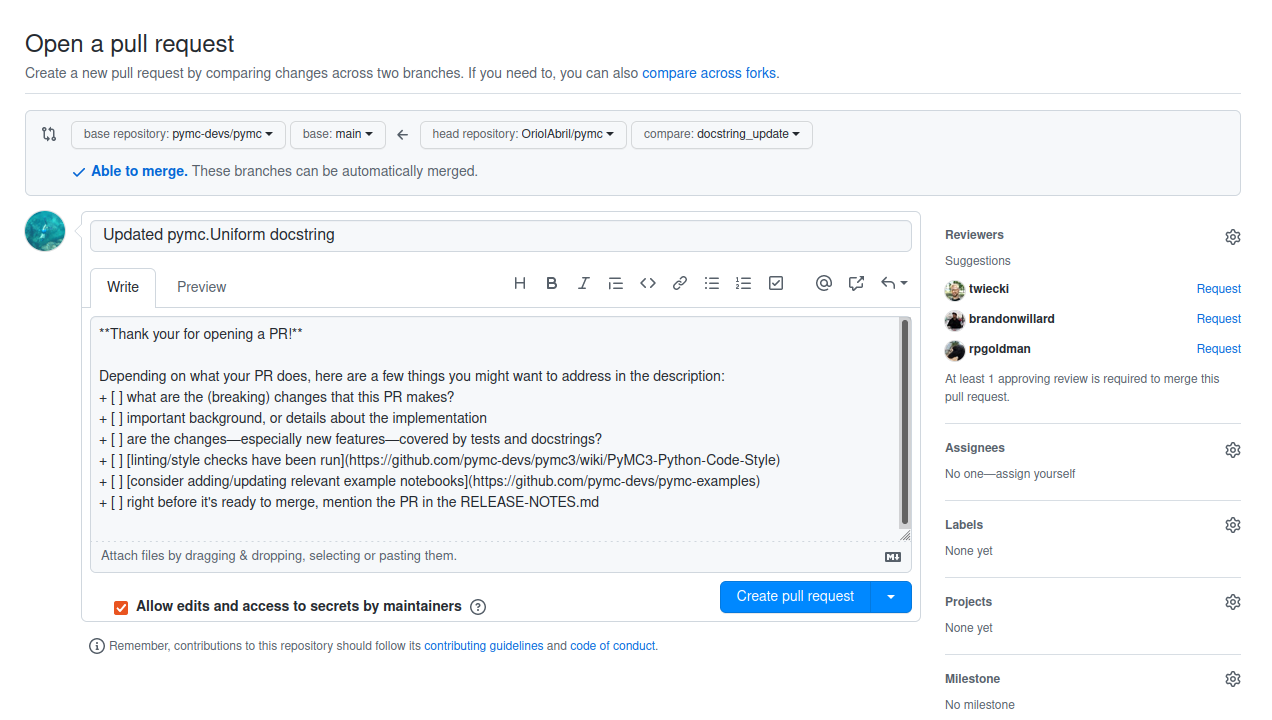 Open a pull request
Create a new pull request by comparing changes across two branches. If you need to, you can also compare across forks.
base repository: pymc-devs/pymc base: main head repository: OriolAbril/pymc compare: docstring_update
Able to merge. These branches can be automatically merged.
Updated pymc.Uniform docstring
Write Preview
**Thank your for opening a PR!**
Depending on what your PR does, here are a few things you might want to address in the description:
+ [ ] what are the (breaking) changes that this PR makes?
+ [ ] important background, or details about the implementation
+ [ ] are the changes—especially new features—covered by tests and docstrings?
+ [ ] [linting/style checks have been run](https://github.com/pymc-devs/pymc3/wiki/PyMC3-Python-Code-Style)
+ [ ] [consider adding/updating relevant example notebooks](https://github.com/pymc-devs/pymc-examples)
+ [ ] right before it's ready to merge, mention the PR in the RELEASE-NOTES.md
Attach files by dragging & dropping, selecting or pasting them.
Allow edits and access to secrets by maintainers
Create pull request
Remember, contributions to this repository should follow its contributing guidelines and code of conduct.
Reviewers
Suggestions
twiecki Request
brandonwillard Request
rpgoldman Request
At least 1 approving review is required to merge this
pull request.
Assignees
No one—assign yourself
Labels
None yet
Projects
None yet
Milestone
No milestone